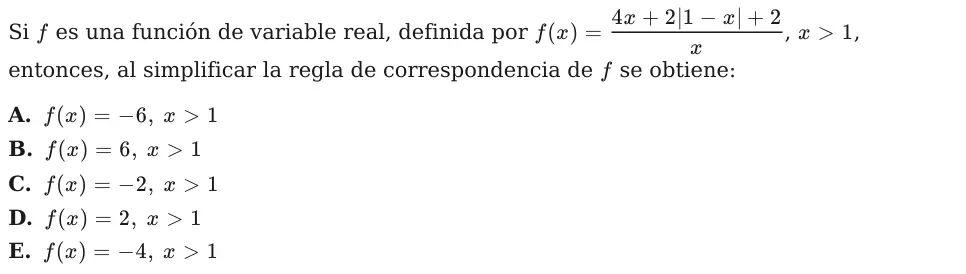 Si f es una función de variable real, definida por f(x) = \frac{4x + 2|1 − x| + 2}{x}, x > 1,
entonces, al simplificar la regla de correspondencia de f se obtiene:
A. f(x) = −6, x > 1
B. f(x) = 6, x > 1
C. f(x) = −2, x > 1
D. f(x) = 2, x > 1
E. f(x) = −4, x > 1